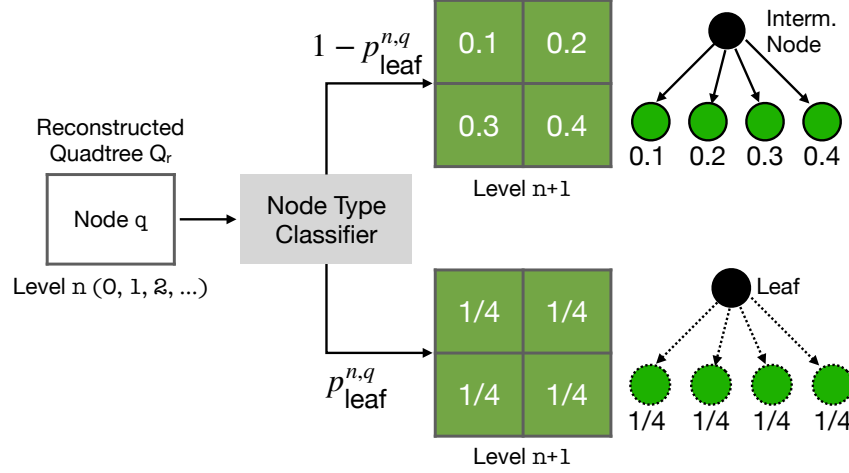 Reconstructed
Quadtree Qᵣ
Node q
Level n (0, 1, 2, ...)
Node Type
Classifier
1 − p_leaf^{n,q}
0.1 0.2
0.3 0.4
Level n+1
Interm.
Node
0.1 0.2 0.3 0.4
p_leaf^{n,q}
1/4 1/4
1/4 1/4
Level n+1
Leaf
1/4 1/4 1/4 1/4